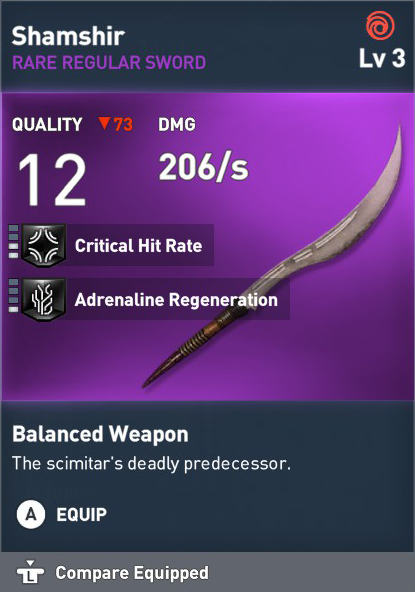 Shamshir
RARE REGULAR SWORD
Lv 3
QUALITY ▼73 DMG
12 206/s
Critical Hit Rate
Adrenaline Regeneration
Balanced Weapon
The scimitar's deadly predecessor.
A EQUIP
L Compare Equipped